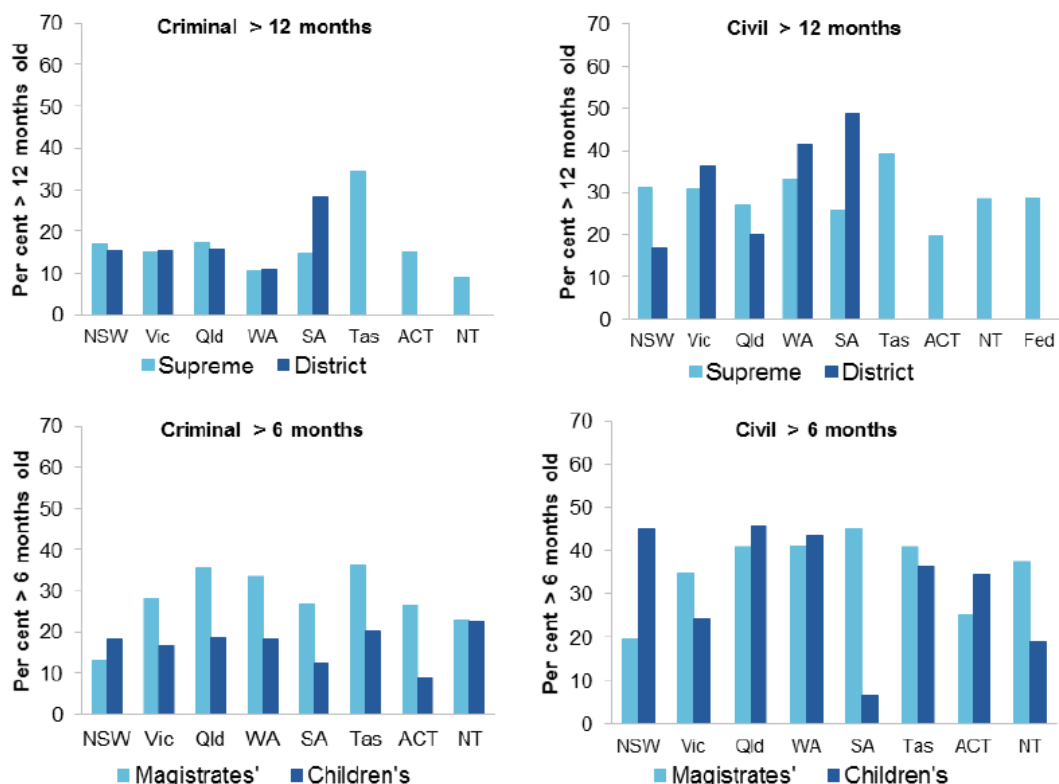 Criminal > 12 months
Per cent > 12 months old
70
60
50
40
30
20
10
0
NSW Vic Qld WA SA Tas ACT NT
Supreme District
Civil > 12 months
Per cent > 12 months old
70
60
50
40
30
20
10
0
NSW Vic Qld WA SA Tas ACT NT Fed
Supreme District
Criminal > 6 months
Per cent > 6 months old
70
60
50
40
30
20
10
0
NSW Vic Qld WA SA Tas ACT NT
Magistrates' Children's
Civil > 6 months
Per cent > 6 months old
70
60
50
40
30
20
10
0
NSW Vic Qld WA SA Tas ACT NT
Magistrates' Children's